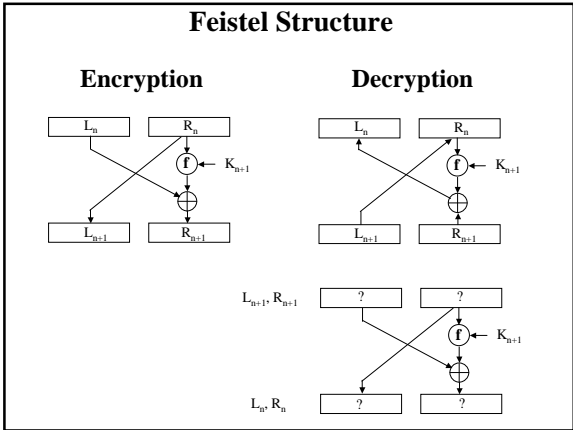 Feistel Structure
Encryption
Decryption
Lₙ Rₙ
f Kₙ₊₁
Lₙ₊₁ Rₙ₊₁
Lₙ Rₙ
f Kₙ₊₁
Lₙ₊₁ Rₙ₊₁
Lₙ₊₁, Rₙ₊₁ ? ?
f Kₙ₊₁
Lₙ, Rₙ ? ?